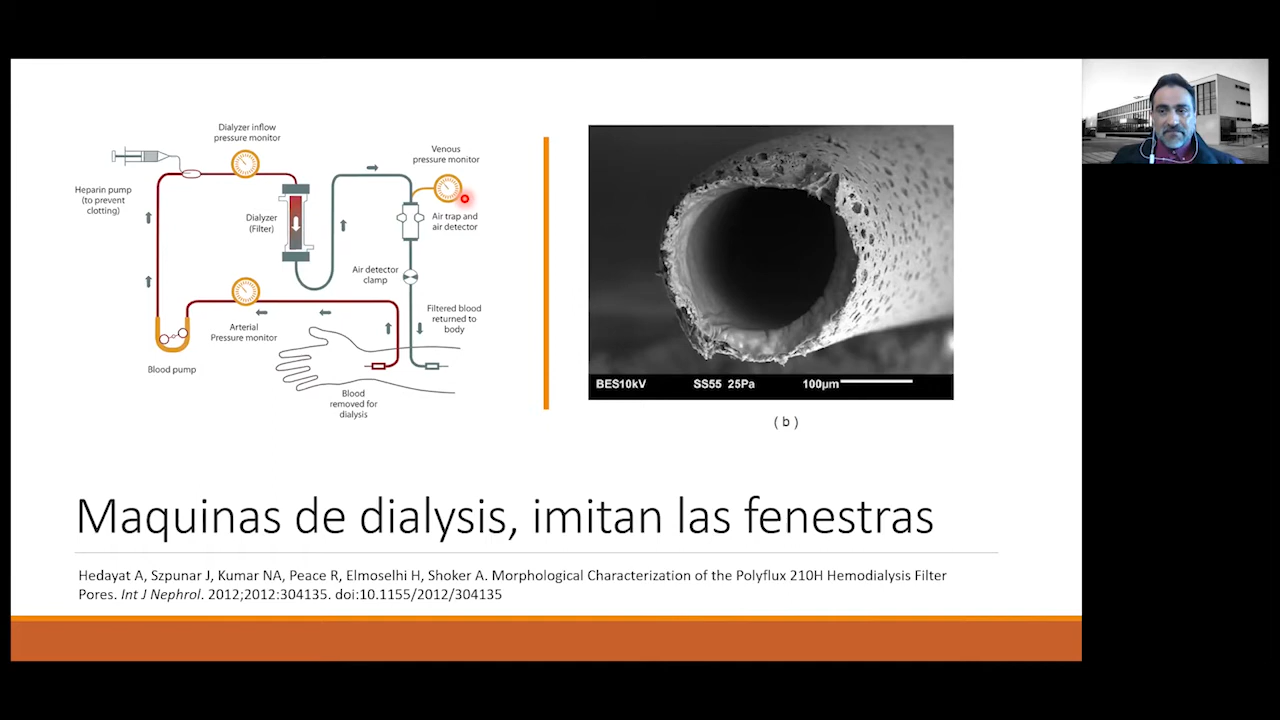 Dialyzer inflow
pressure monitor
Venous
pressure monitor
Heparin pump
(to prevent
clotting)
Dialyzer
(Filter)
Air trap and
air detector
Air detector
clamp
Filtered blood
returned to
body
Arterial
Pressure monitor
Blood pump
Blood
removed for
dialysis
BES10kV SS55 25Pa 100µm
( b )
Maquinas de dialysis, imitan las fenestras
Hedayat A, Szpunar J, Kumar NA, Peace R, Elmoselhi H, Shoker A. Morphological Characterization of the Polyflux 210H Hemodialysis Filter
Pores. Int J Nephrol. 2012;2012:304135. doi:10.1155/2012/304135